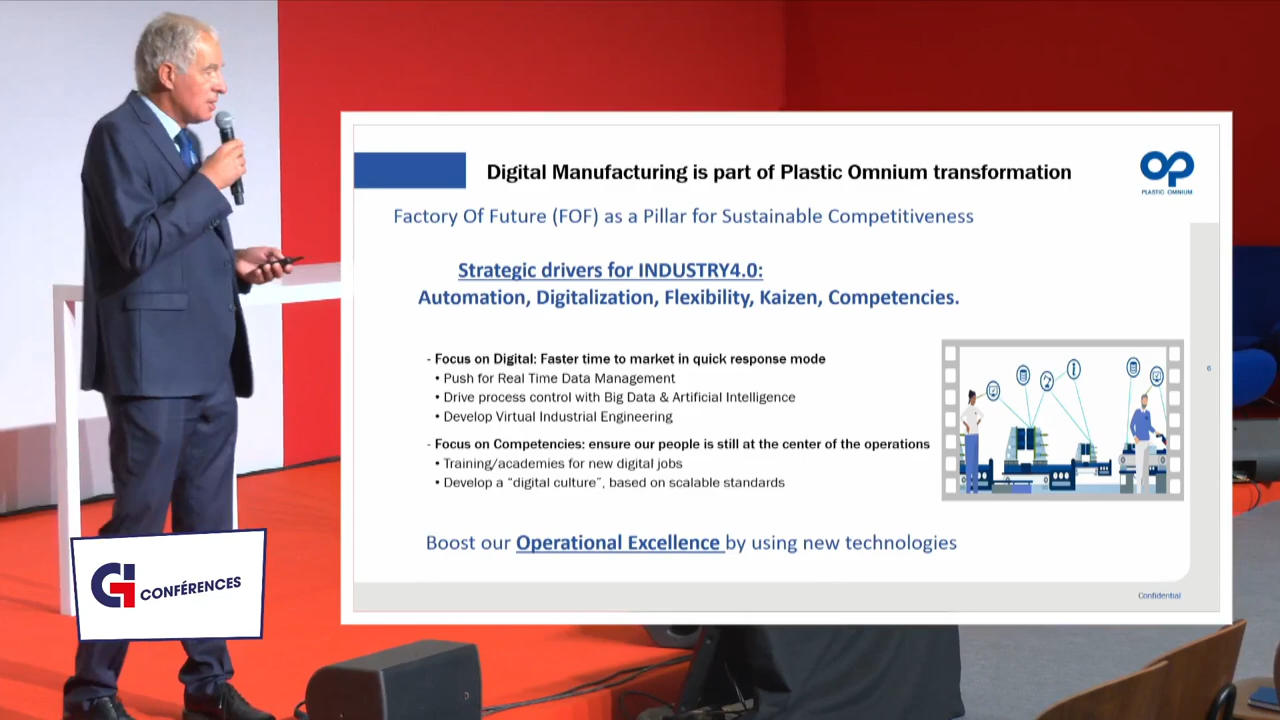 Digital Manufacturing is part of Plastic Omnium transformation
PLASTIC OMNIUM
Factory Of Future (FOF) as a Pillar for Sustainable Competitiveness
Strategic drivers for INDUSTRY4.0:
Automation, Digitalization, Flexibility, Kaizen, Competencies.
- Focus on Digital: Faster time to market in quick response mode
• Push for Real Time Data Management
• Drive process control with Big Data & Artificial Intelligence
• Develop Virtual Industrial Engineering
- Focus on Competencies: ensure our people is still at the center of the operations
• Training/academies for new digital jobs
• Develop a “digital culture”, based on scalable standards
6
Boost our Operational Excellence by using new technologies
Confidential
GI CONFÉRENCES